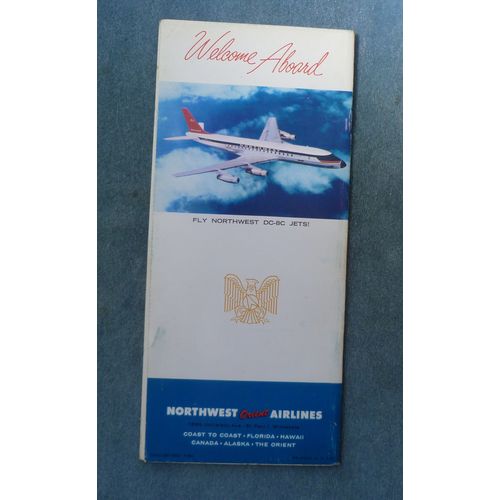 Welcome Aboard
FLY NORTHWEST DC-8C JETS!
NORTHWEST Orient AIRLINES
COAST TO COAST • FLORIDA • HAWAII
CANADA • ALASKA • THE ORIENT